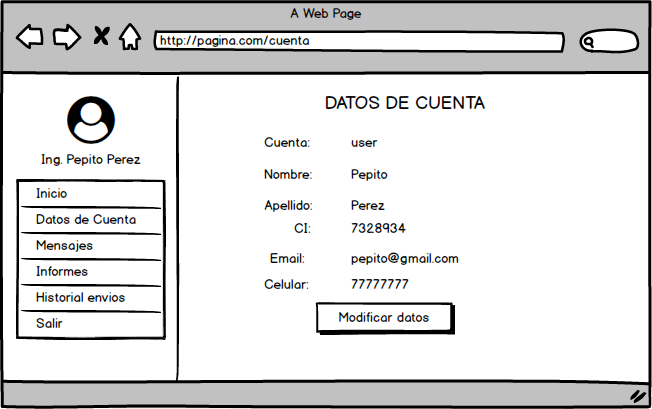 A Web Page
http://pagina.com/cuenta
Ing. Pepito Perez
Inicio
Datos de Cuenta
Mensajes
Informes
Historial envios
Salir
DATOS DE CUENTA
Cuenta: user
Nombre: Pepito
Apellido: Perez
CI: 7328934
Email: pepito@gmail.com
Celular: 77777777
Modificar datos